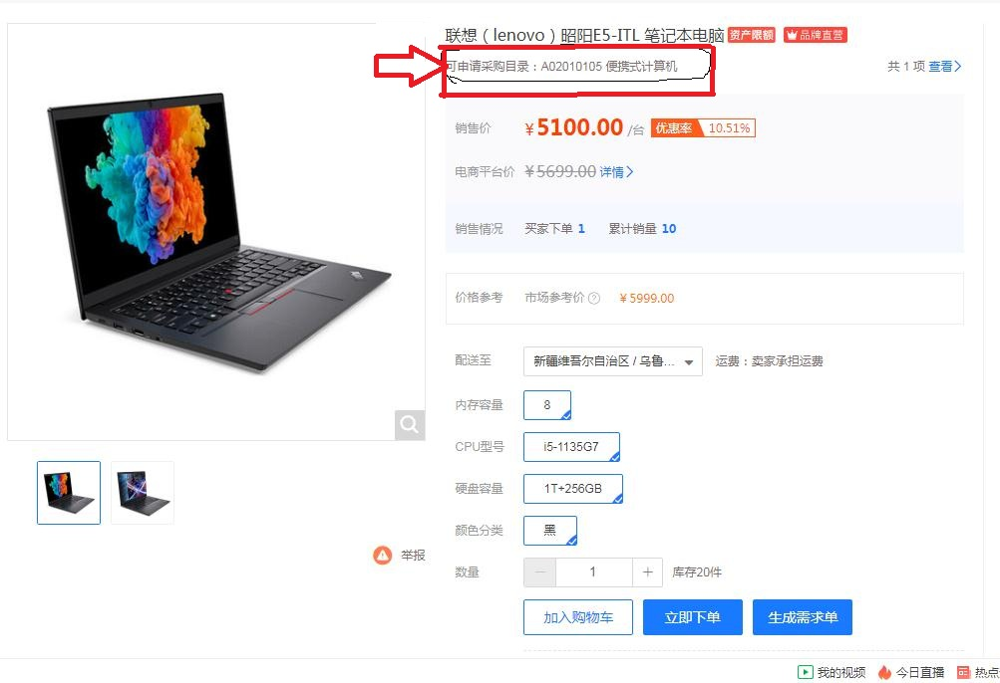 联想（lenovo）昭阳E5-ITL 笔记本电脑 资产限额 品牌直营
可申请采购目录：A02010105 便携式计算机 共 1 项 查看
销售价 ￥5100.00 /台 优惠率 10.51%
电商平台价 ￥5699.00 详情
销售情况 买家下单 1 累计销量 10
价格参考 市场参考价 ? ￥5999.00
配送至 新疆维吾尔自治区 / 乌鲁... 运费：卖家承担运费
内存容量 8
CPU型号 i5-1135G7
硬盘容量 1T+256GB
颜色分类 黑
举报
数量 － 1 + 库存20件
加入购物车 立即下单 生成需求单
我的视频 今日直播 热点